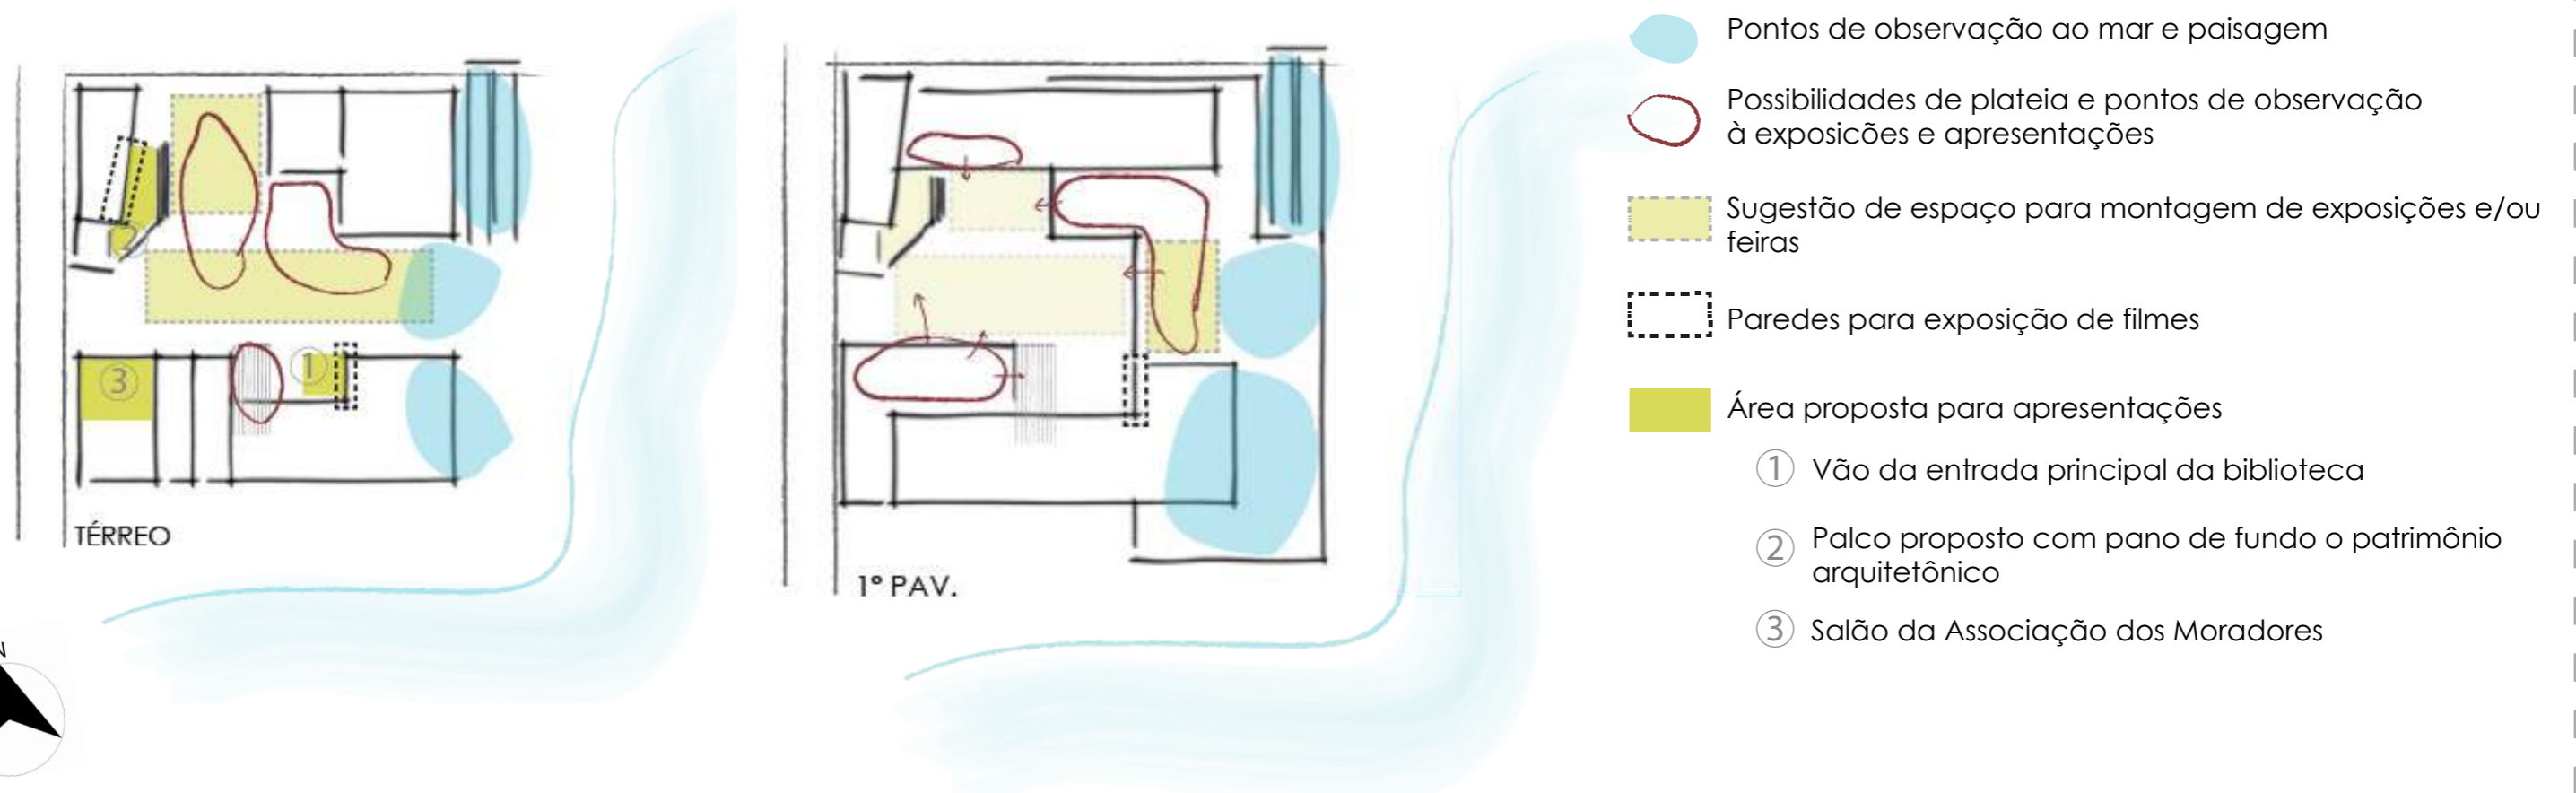 TÉRREO
1
2
3
N
1º PAV.
Pontos de observação ao mar e paisagem
Possibilidades de plateia e pontos de observação
à exposicões e apresentações
Sugestão de espaço para montagem de exposições e/ou
feiras
Paredes para exposição de filmes
Área proposta para apresentações
1 Vão da entrada principal da biblioteca
2 Palco proposto com pano de fundo o patrimônio
arquitetônico
3 Salão da Associação dos Moradores